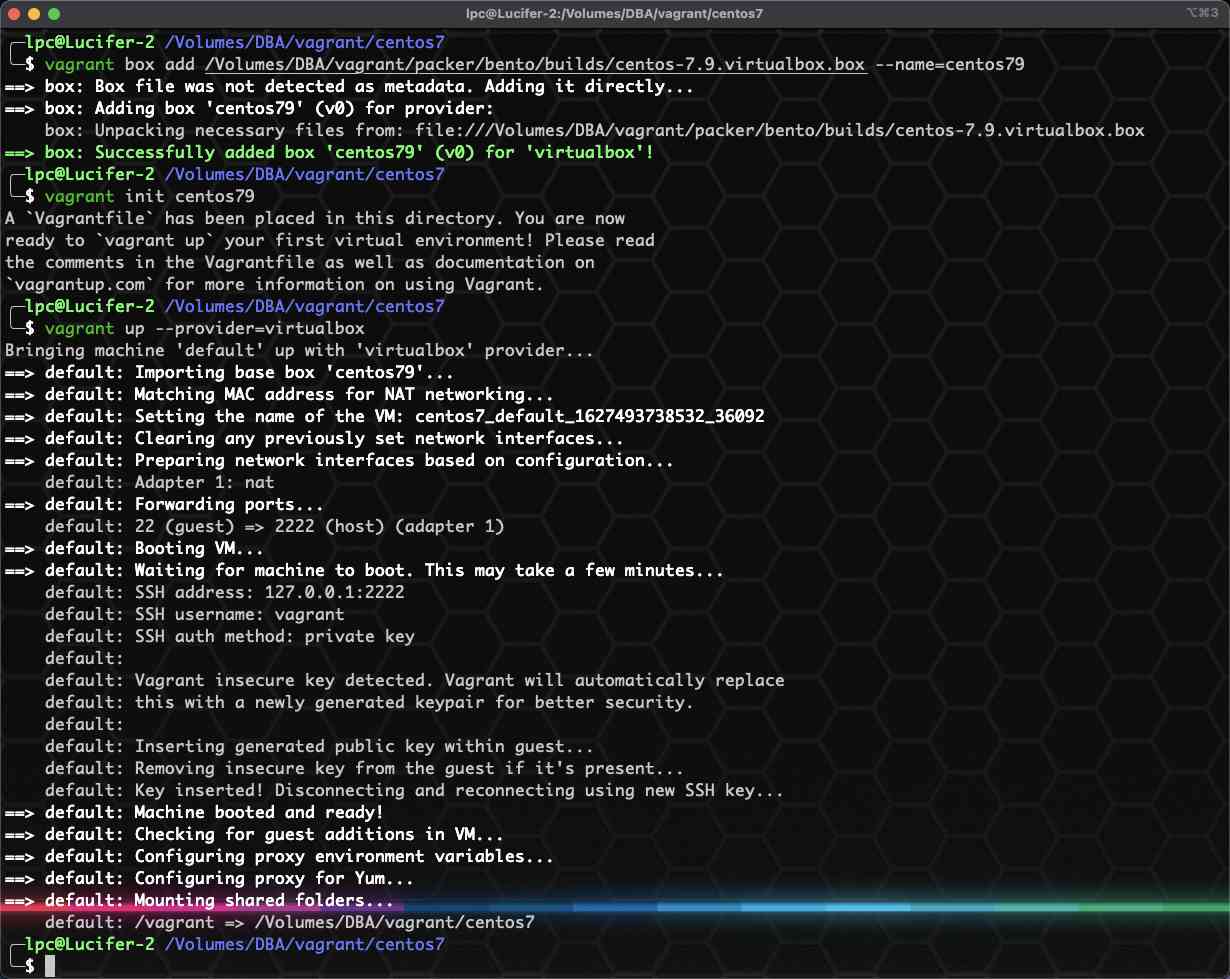 lpc@Lucifer-2:/Volumes/DBA/vagrant/centos7
⌥⌘3
lpc@Lucifer-2 /Volumes/DBA/vagrant/centos7
$ vagrant box add /Volumes/DBA/vagrant/packer/bento/builds/centos-7.9.virtualbox.box --name=centos79
==> box: Box file was not detected as metadata. Adding it directly...
==> box: Adding box 'centos79' (v0) for provider:
box: Unpacking necessary files from: file:///Volumes/DBA/vagrant/packer/bento/builds/centos-7.9.virtualbox.box
==> box: Successfully added box 'centos79' (v0) for 'virtualbox'!
lpc@Lucifer-2 /Volumes/DBA/vagrant/centos7
$ vagrant init centos79
A `Vagrantfile` has been placed in this directory. You are now
ready to `vagrant up` your first virtual environment! Please read
the comments in the Vagrantfile as well as documentation on
`vagrantup.com` for more information on using Vagrant.
lpc@Lucifer-2 /Volumes/DBA/vagrant/centos7
$ vagrant up --provider=virtualbox
Bringing machine 'default' up with 'virtualbox' provider...
==> default: Importing base box 'centos79'...
==> default: Matching MAC address for NAT networking...
==> default: Setting the name of the VM: centos7_default_1627493738532_36092
==> default: Clearing any previously set network interfaces...
==> default: Preparing network interfaces based on configuration...
default: Adapter 1: nat
==> default: Forwarding ports...
default: 22 (guest) => 2222 (host) (adapter 1)
==> default: Booting VM...
==> default: Waiting for machine to boot. This may take a few minutes...
default: SSH address: 127.0.0.1:2222
default: SSH username: vagrant
default: SSH auth method: private key
default:
default: Vagrant insecure key detected. Vagrant will automatically replace
default: this with a newly generated keypair for better security.
default:
default: Inserting generated public key within guest...
default: Removing insecure key from the guest if it's present...
default: Key inserted! Disconnecting and reconnecting using new SSH key...
==> default: Machine booted and ready!
==> default: Checking for guest additions in VM...
==> default: Configuring proxy environment variables...
==> default: Configuring proxy for Yum...
==> default: Mounting shared folders...
default: /vagrant => /Volumes/DBA/vagrant/centos7
lpc@Lucifer-2 /Volumes/DBA/vagrant/centos7
$